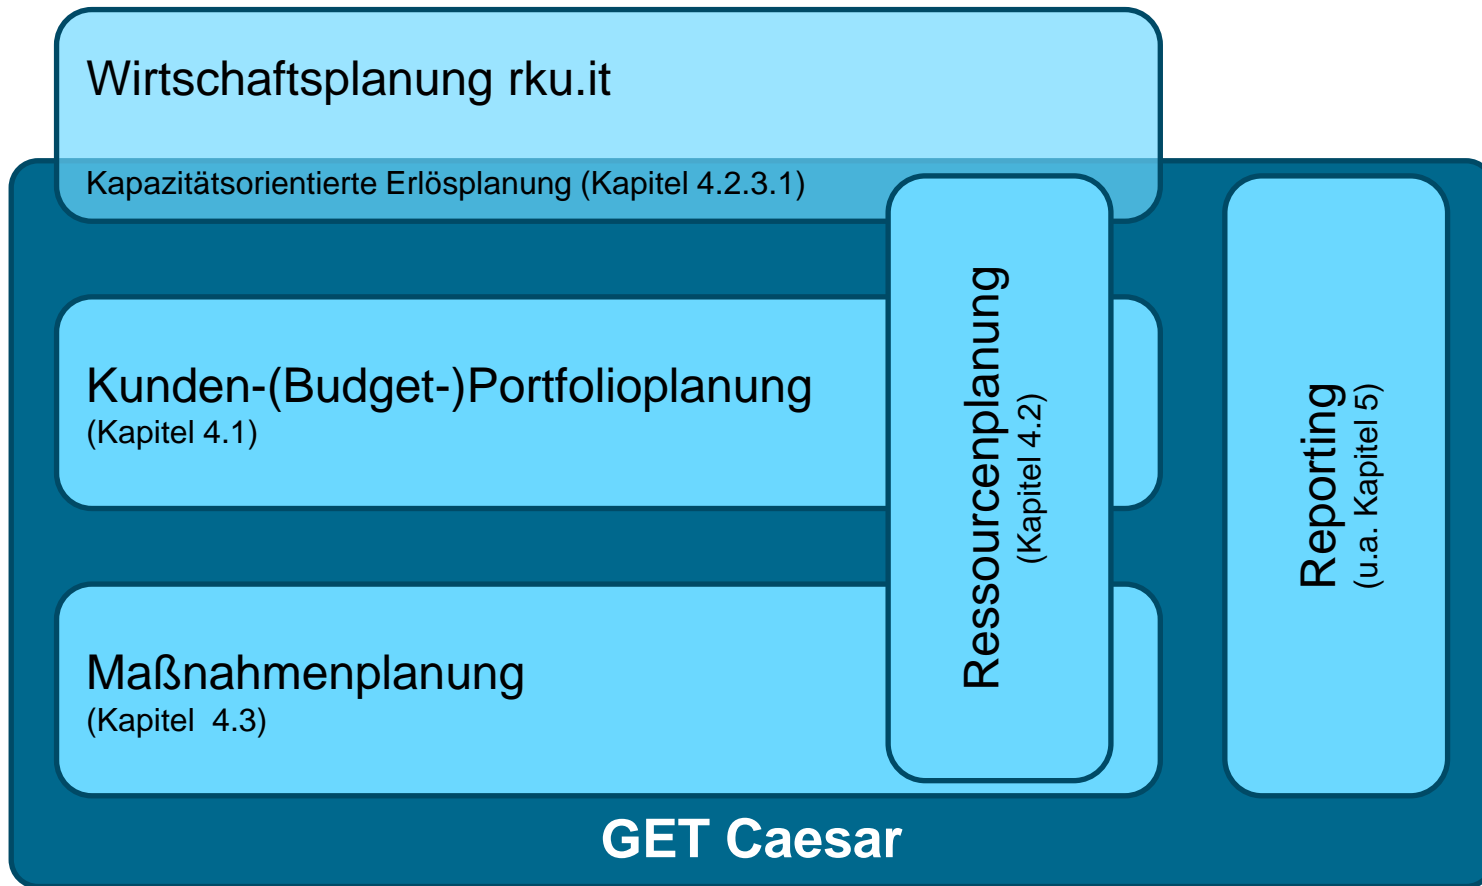 Wirtschaftsplanung rku.it
Kapazitätsorientierte Erlösplanung (Kapitel 4.2.3.1)
Kunden-(Budget-)Portfolioplanung
(Kapitel 4.1)
Maßnahmenplanung
(Kapitel  4.3)
Ressourcenplanung
(Kapitel 4.2)
Reporting
(u.a. Kapitel 5)
GET Caesar